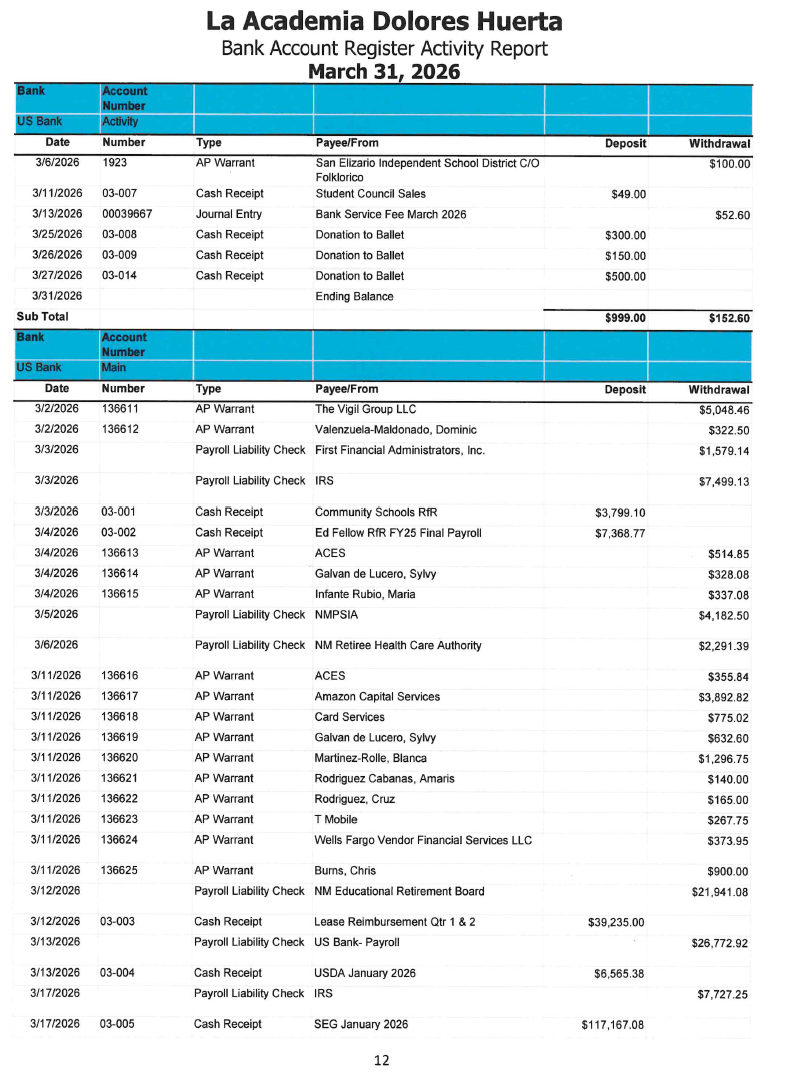 La Academia Dolores Huerta
Bank Account Register Activity Report
March 31, 2026
Bank Account Number
US Bank Activity
Date Number Type Payee/From Deposit Withdrawal
3/6/2026 1923 AP Warrant San Elizario Independent School District C/O Folklorico $100.00
3/11/2026 03-007 Cash Receipt Student Council Sales $49.00
3/13/2026 00039667 Journal Entry Bank Service Fee March 2026 $52.60
3/25/2026 03-008 Cash Receipt Donation to Ballet $300.00
3/26/2026 03-009 Cash Receipt Donation to Ballet $150.00
3/27/2026 03-014 Cash Receipt Donation to Ballet $500.00
3/31/2026 Ending Balance
Sub Total $999.00 $152.60
Bank Account Number
US Bank Main
Date Number Type Payee/From Deposit Withdrawal
3/2/2026 136611 AP Warrant The Vigil Group LLC $5,048.46
3/2/2026 136612 AP Warrant Valenzuela-Maldonado, Dominic $322.50
3/3/2026 Payroll Liability Check First Financial Administrators, Inc. $1,579.14
3/3/2026 Payroll Liability Check IRS $7,499.13
3/3/2026 03-001 Cash Receipt Community Schools RfR $3,799.10
3/4/2026 03-002 Cash Receipt Ed Fellow RfR FY25 Final Payroll $7,368.77
3/4/2026 136613 AP Warrant ACES $514.85
3/4/2026 136614 AP Warrant Galvan de Lucero, Sylvy $328.08
3/4/2026 136615 AP Warrant Infante Rubio, Maria $337.08
3/5/2026 Payroll Liability Check NMPSIA $4,182.50
3/6/2026 Payroll Liability Check NM Retiree Health Care Authority $2,291.39
3/11/2026 136616 AP Warrant ACES $355.84
3/11/2026 136617 AP Warrant Amazon Capital Services $3,892.82
3/11/2026 136618 AP Warrant Card Services $775.02
3/11/2026 136619 AP Warrant Galvan de Lucero, Sylvy $632.60
3/11/2026 136620 AP Warrant Martinez-Rolle, Blanca $1,296.75
3/11/2026 136621 AP Warrant Rodriguez Cabanas, Amaris $140.00
3/11/2026 136622 AP Warrant Rodriguez, Cruz $165.00
3/11/2026 136623 AP Warrant T Mobile $267.75
3/11/2026 136624 AP Warrant Wells Fargo Vendor Financial Services LLC $373.95
3/11/2026 136625 AP Warrant Burns, Chris $900.00
3/12/2026 Payroll Liability Check NM Educational Retirement Board $21,941.08
3/12/2026 03-003 Cash Receipt Lease Reimbursement Qtr 1 & 2 $39,235.00
3/13/2026 Payroll Liability Check US Bank- Payroll $26,772.92
3/13/2026 03-004 Cash Receipt USDA January 2026 $6,565.38
3/17/2026 Payroll Liability Check IRS $7,727.25
3/17/2026 03-005 Cash Receipt SEG January 2026 $117,167.08
12